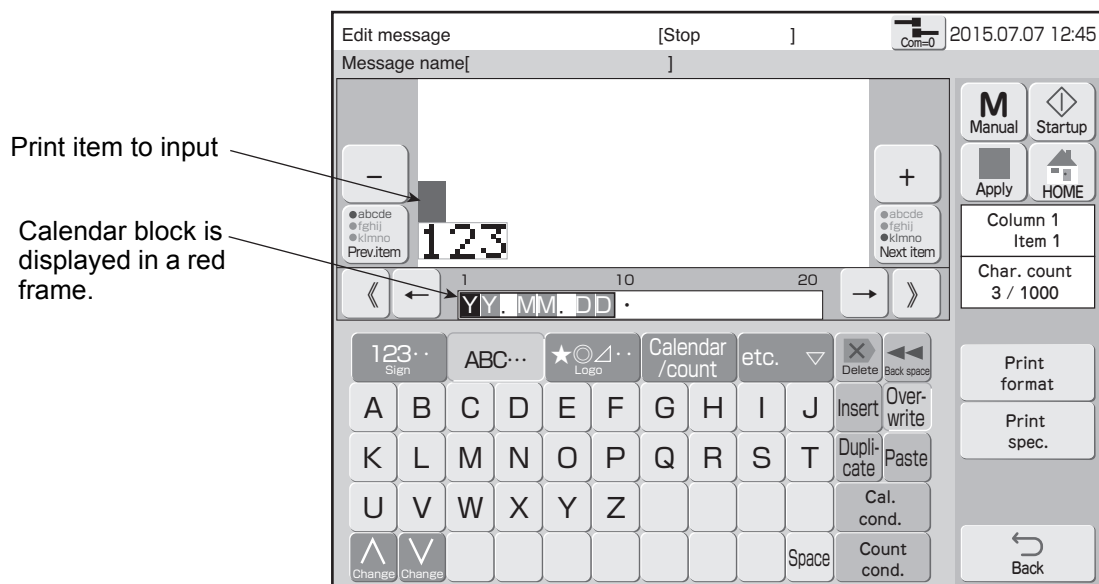 Edit message [Stop ] Com=0 2015.07.07 12:45
Message name[ ]
Print item to input
Calendar block is
displayed in a red
frame.
−
●abcde
●fghij
●klmno
Prev.item
123
+
●abcde
●fghij
●klmno
Next item
《 ← 1 10 20 → 》
YY. MM. DD ·
M
Manual
Startup
Apply
HOME
Column 1
Item 1
Char. count
3 / 1000
Print
format
Print
spec.
Back
123··
Sign
ABC···
★◎⊿··
Logo
Calendar
/count
etc. ▽
Delete
Back space
A B C D E F G H I J Insert Over-
write
K L M N O P Q R S T Dupli-
cate Paste
U V W X Y Z Cal.
cond.
Change Change Space Count
cond.